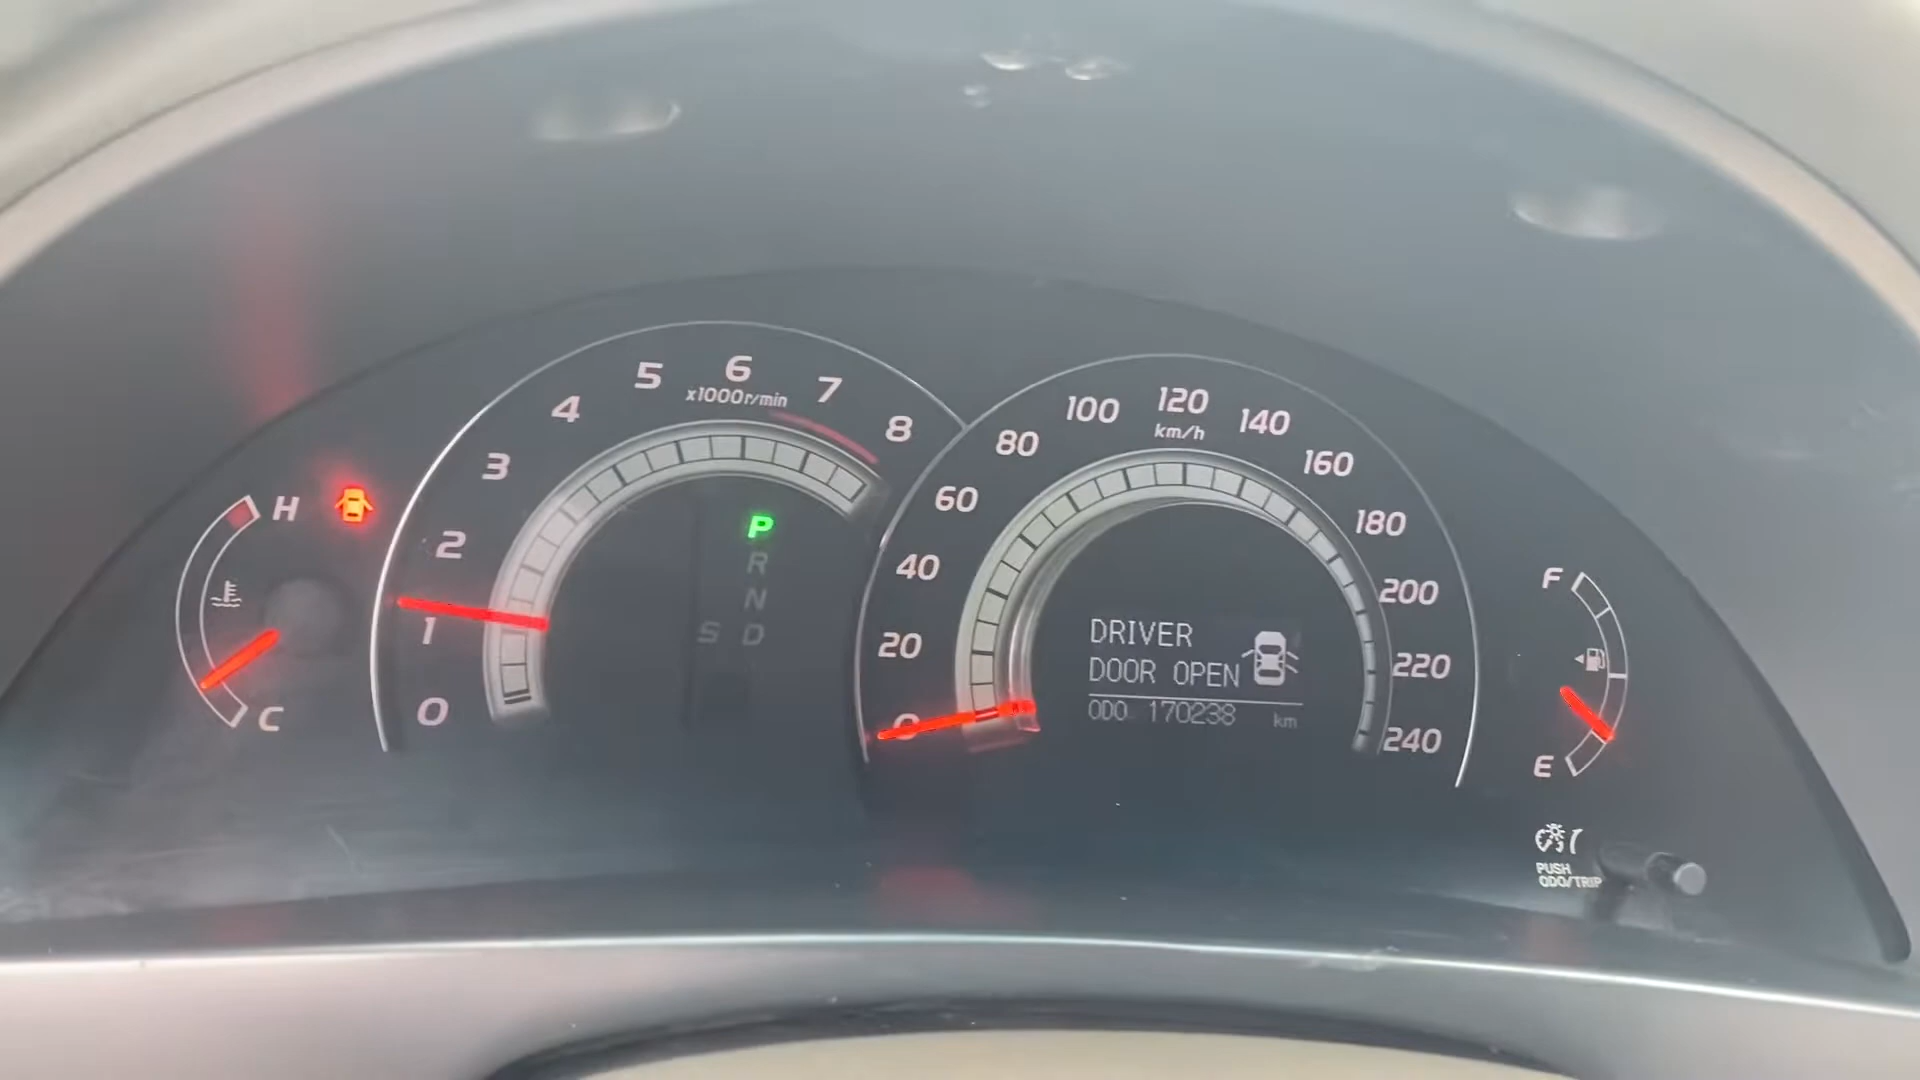 H
C
0
1
2
3
4
5
6
7
8
x1000r/min
P
R
N
S D
0
20
40
60
80
100
120
140
160
180
200
220
240
km/h
DRIVER
DOOR OPEN
ODO 170238 km
F
E
PUSH
ODO/TRIP